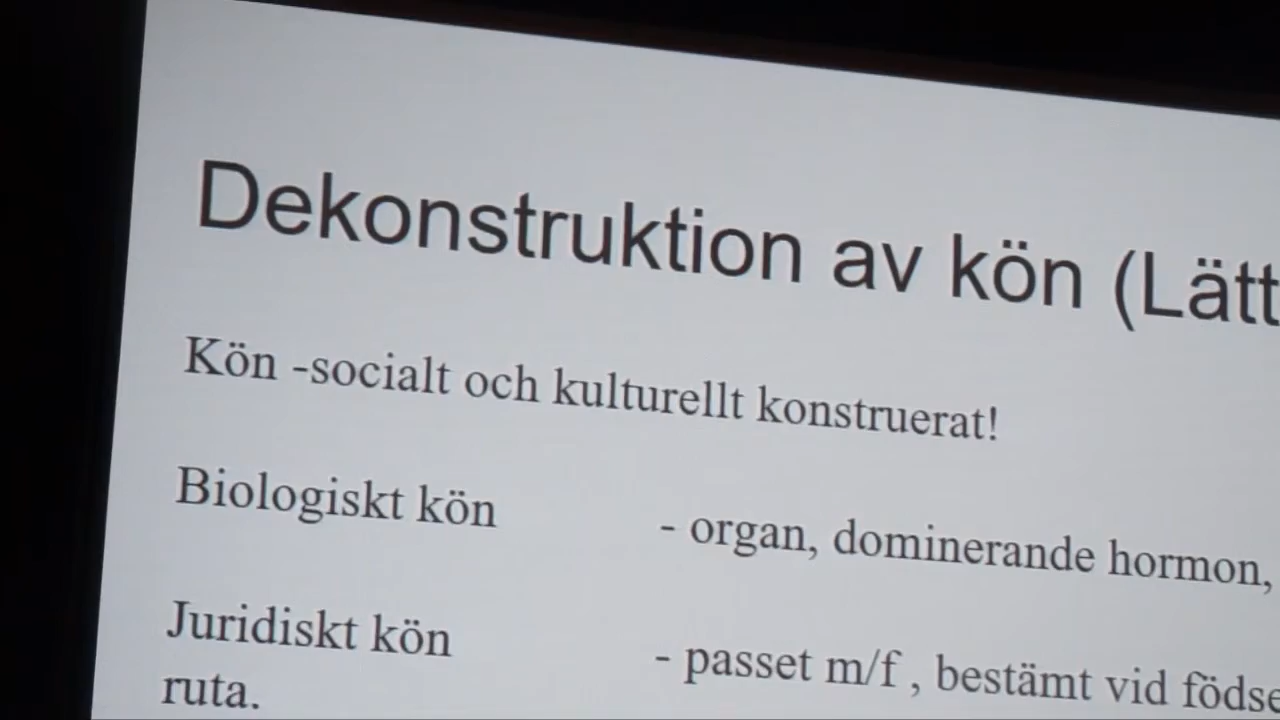 Dekonstruktion av kön (Lätt
Kön -socialt och kulturellt konstruerat!
Biologiskt kön - organ, dominerande hormon,
Juridiskt kön - passet m/f , bestämt vid födse
ruta.